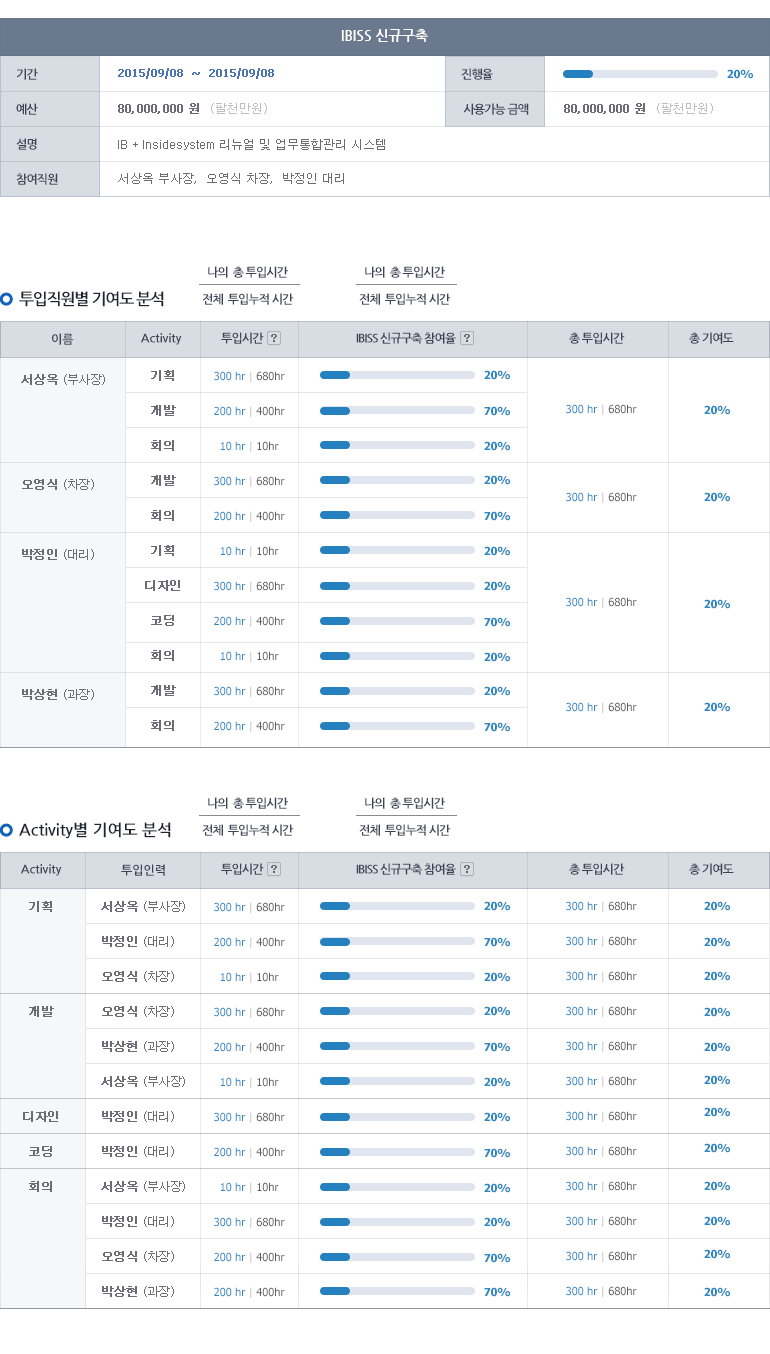 IBISS 신규구축
기간 2015/09/08 ~ 2015/09/08 진행율 20%
예산 80,000,000 원 (팔천만원) 사용가능 금액 80,000,000 원 (팔천만원)
설명 IB + Insidesystem 리뉴얼 및 업무통합관리 시스템
참여직원 서상옥 부사장, 오영식 차장, 박정인 대리
나의 총 투입시간 나의 총 투입시간
투입직원별 기여도 분석 전체 투입누적 시간 전체 투입누적 시간
이름 Activity 투입시간 ? IBISS 신규구축 참여율 ? 총 투입시간 총 기여도
서상옥 (부사장) 기획 300 hr | 680hr 20%
개발 200 hr | 400hr 70% 300 hr | 680hr 20%
회의 10 hr | 10hr 20%
오영식 (차장) 개발 300 hr | 680hr 20%
300 hr | 680hr 20%
회의 200 hr | 400hr 70%
박정인 (대리) 기획 10 hr | 10hr 20%
디자인 300 hr | 680hr 20%
300 hr | 680hr 20%
코딩 200 hr | 400hr 70%
회의 10 hr | 10hr 20%
박상현 (과장) 개발 300 hr | 680hr 20%
300 hr | 680hr 20%
회의 200 hr | 400hr 70%
나의 총 투입시간 나의 총 투입시간
Activity별 기여도 분석 전체 투입누적 시간 전체 투입누적 시간
Activity 투입인력 투입시간 ? IBISS 신규구축 참여율 ? 총 투입시간 총 기여도
기획 서상옥 (부사장) 300 hr | 680hr 20% 300 hr | 680hr 20%
박정인 (대리) 200 hr | 400hr 70% 300 hr | 680hr 20%
오영식 (차장) 10 hr | 10hr 20% 300 hr | 680hr 20%
개발 오영식 (차장) 300 hr | 680hr 20% 300 hr | 680hr 20%
박상현 (과장) 200 hr | 400hr 70% 300 hr | 680hr 20%
서상옥 (부사장) 10 hr | 10hr 20% 300 hr | 680hr 20%
디자인 박정인 (대리) 300 hr | 680hr 20% 300 hr | 680hr 20%
코딩 박정인 (대리) 200 hr | 400hr 70% 300 hr | 680hr 20%
회의 서상옥 (부사장) 10 hr | 10hr 20% 300 hr | 680hr 20%
박정인 (대리) 300 hr | 680hr 20% 300 hr | 680hr 20%
오영식 (차장) 200 hr | 400hr 70% 300 hr | 680hr 20%
박상현 (과장) 200 hr | 400hr 70% 300 hr | 680hr 20%